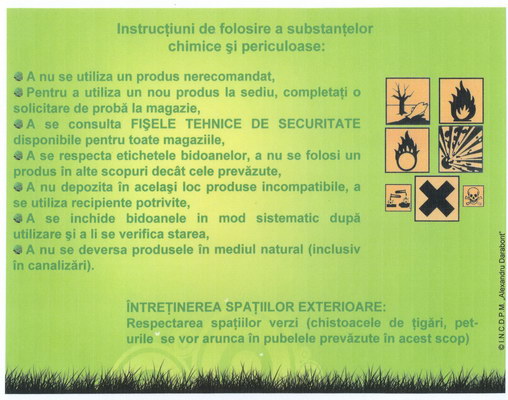 Instrucţiuni de folosire a substanţelor
chimice şi periculoase:
A nu se utiliza un produs nerecomandat,
Pentru a utiliza un nou produs la sediu, completaţi o
solicitare de probă la magazie,
A se consulta FIŞELE TEHNICE DE SECURITATE
disponibile pentru toate magaziile,
A se respecta etichetele bidoanelor, a nu se folosi un
produs în alte scopuri decât cele prevăzute,
A nu depozita în acelaşi loc produse incompatibile, a
se utiliza recipiente potrivite,
A se inchide bidoanele in mod sistematic după
utilizare şi a li se verifica starea,
A nu se deversa produsele în mediul natural (inclusiv
în canalizări).
ÎNTREŢINEREA SPAŢIILOR EXTERIOARE:
Respectarea spaţiilor verzi (chistoacele de ţigări, pet-
urile se vor arunca în pubelele prevăzute în acest scop)
© I.N.C.D.P.M. „Alexandru Darabont"